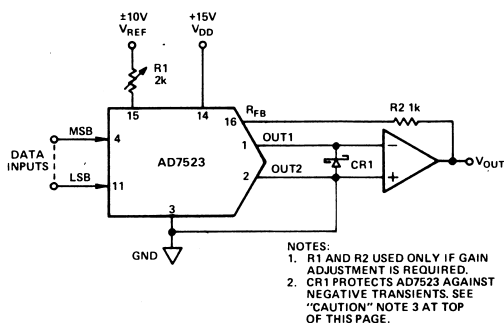 ±10V
VREF
+15V
VDD
R1
2k
15
14
RFB
16
R2 1k
MSB
4
OUT1
1
DATA
INPUTS
AD7523
CR1
VOUT
OUT2
2
LSB
11
3
GND
NOTES:
1. R1 AND R2 USED ONLY IF GAIN
ADJUSTMENT IS REQUIRED.
2. CR1 PROTECTS AD7523 AGAINST
NEGATIVE TRANSIENTS. SEE
"CAUTION" NOTE 3 AT TOP
OF THIS PAGE.